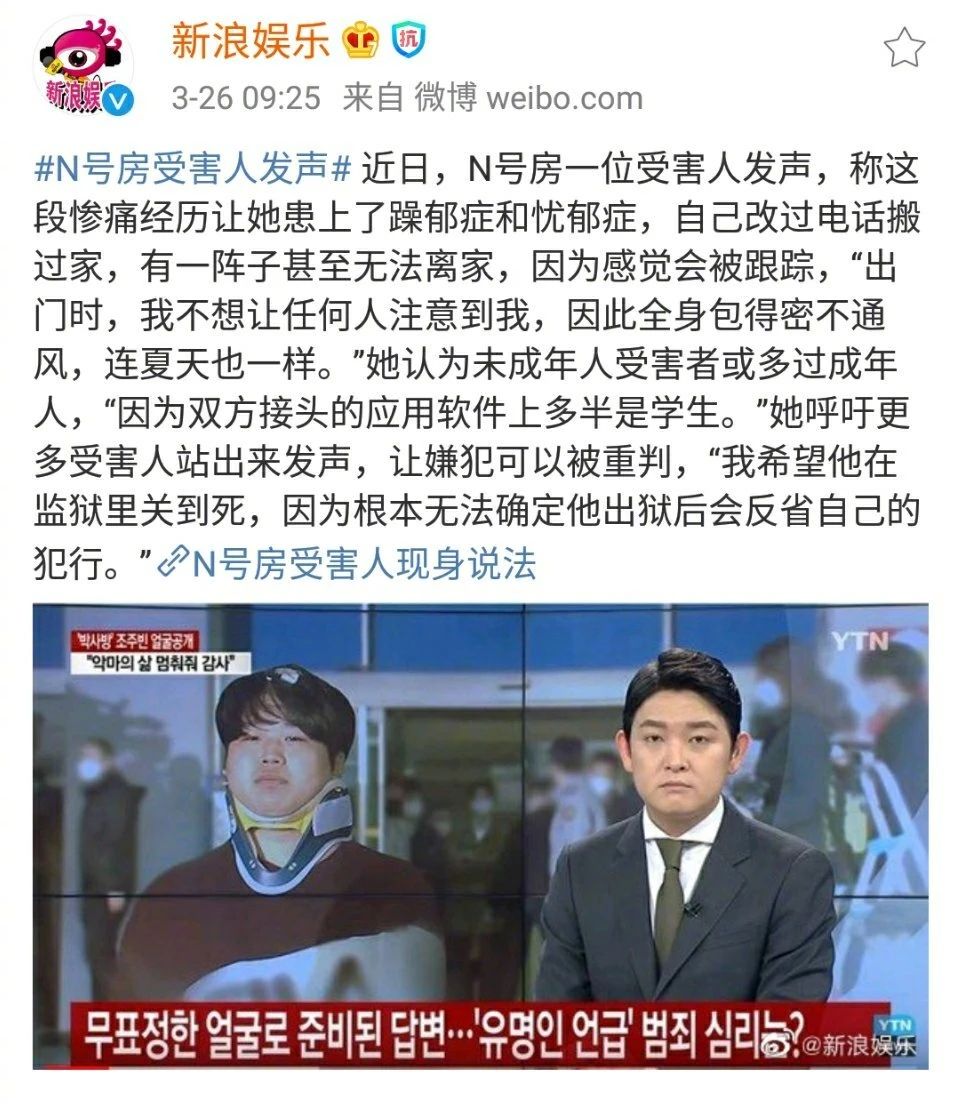 新浪娱
新浪娱乐
抗
3-26 09:25 来自 微博 weibo.com
#N号房受害人发声# 近日，N号房一位受害人发声，称这
段惨痛经历让她患上了躁郁症和忧郁症，自己改过电话搬
过家，有一阵子甚至无法离家，因为感觉会被跟踪，“出
门时，我不想让任何人注意到我，因此全身包得密不通
风，连夏天也一样。”她认为未成年人受害者或多过成年
人，“因为双方接头的应用软件上多半是学生。”她呼吁更
多受害人站出来发声，让嫌犯可以被重判，“我希望他在
监狱里关到死，因为根本无法确定他出狱后会反省自己的
犯行。”N号房受害人现身说法
'박사방' 조주빈 얼굴공개
"악마의 삶 멈춰줘 감사"
YTN
무표정한 얼굴로 준비된 답변…'유명인 언급' 범죄 심리는?
YTN
@新浪娱乐